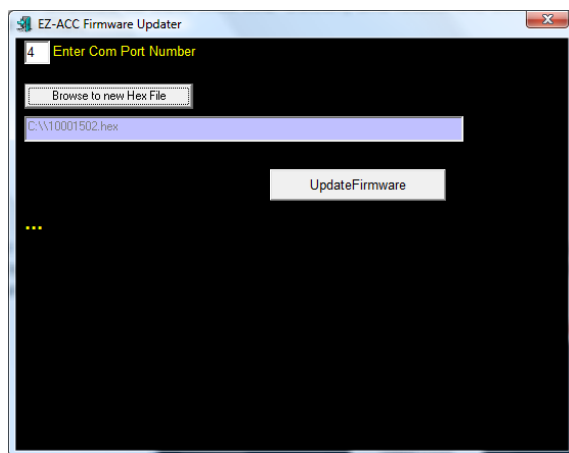 EZ-ACC Firmware Updater
4 Enter Com Port Number
Browse to new Hex File
C:\\10001502.hex
UpdateFirmware
...